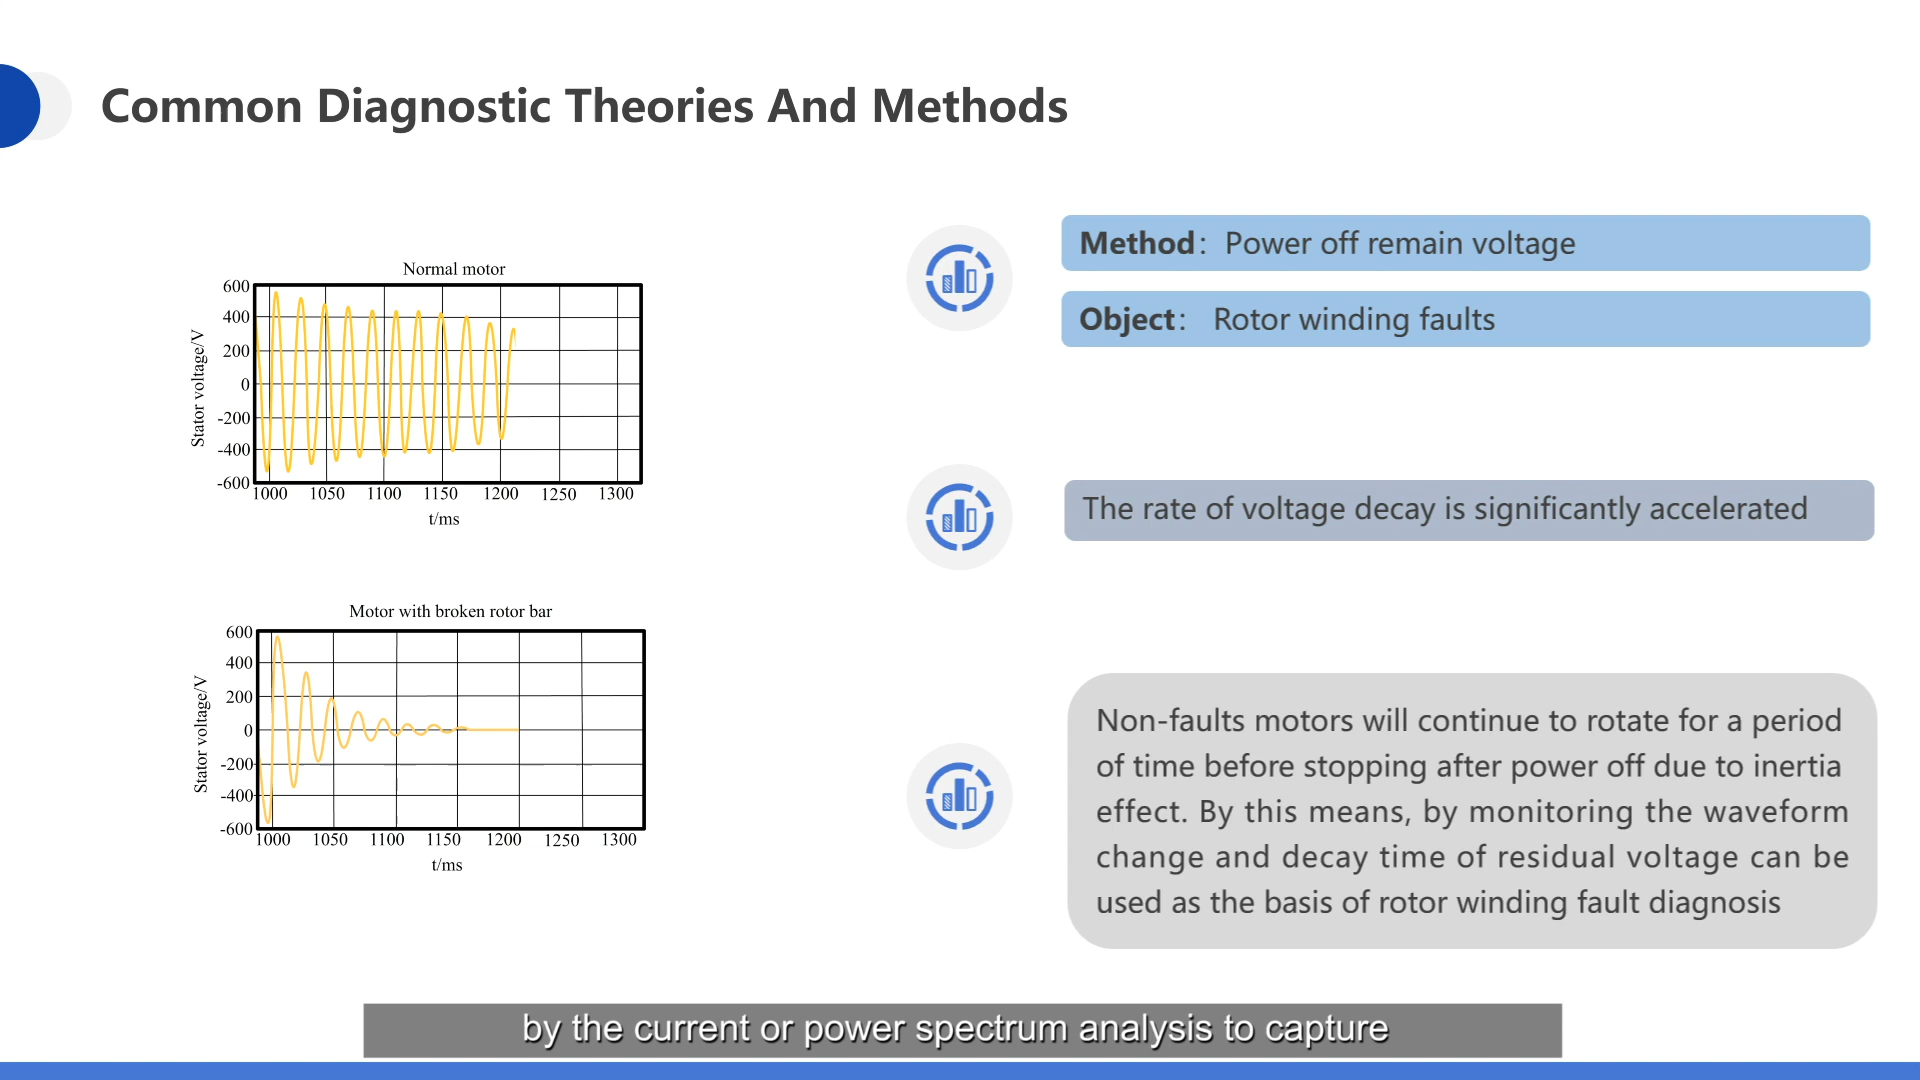 Common Diagnostic Theories And Methods
Normal motor
600
400
200
0
-200
-400
-600
Stator voltage/V
1000 1050 1100 1150 1200 1250 1300
t/ms
Motor with broken rotor bar
600
400
200
0
-200
-400
-600
Stator voltage/V
1000 1050 1100 1150 1200 1250 1300
t/ms
Method: Power off remain voltage
Object: Rotor winding faults
The rate of voltage decay is significantly accelerated
Non-faults motors will continue to rotate for a period
of time before stopping after power off due to inertia
effect. By this means, by monitoring the waveform
change and decay time of residual voltage can be
used as the basis of rotor winding fault diagnosis
by the current or power spectrum analysis to capture